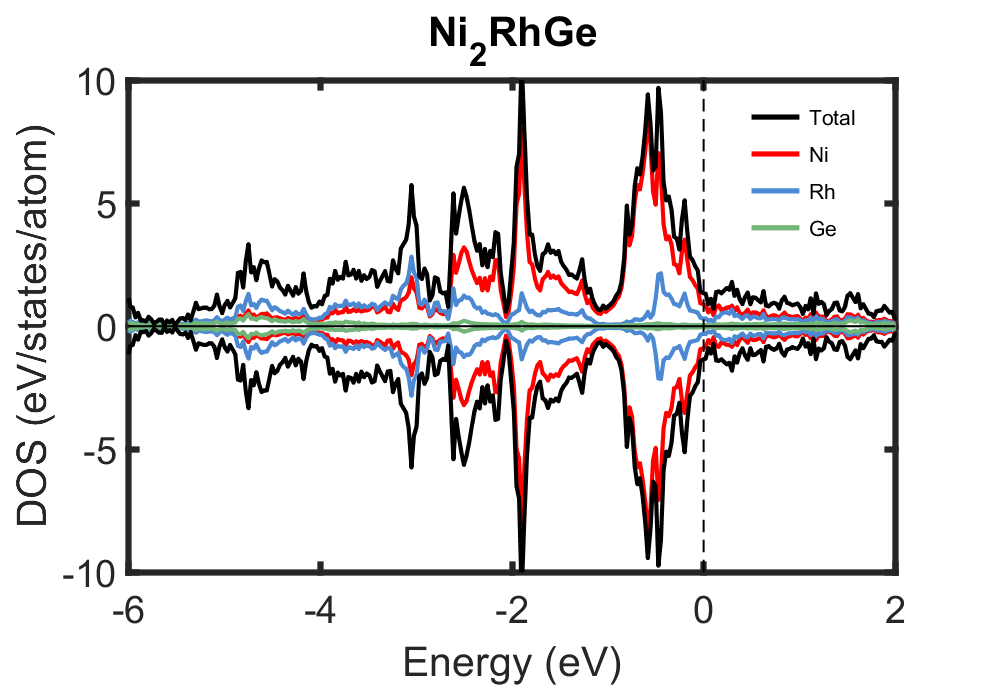 Ni2RhGe
10
5
0
-5
-10
DOS (eV/states/atom)
Total
Ni
Rh
Ge
-6 -4 -2 0 2
Energy (eV)